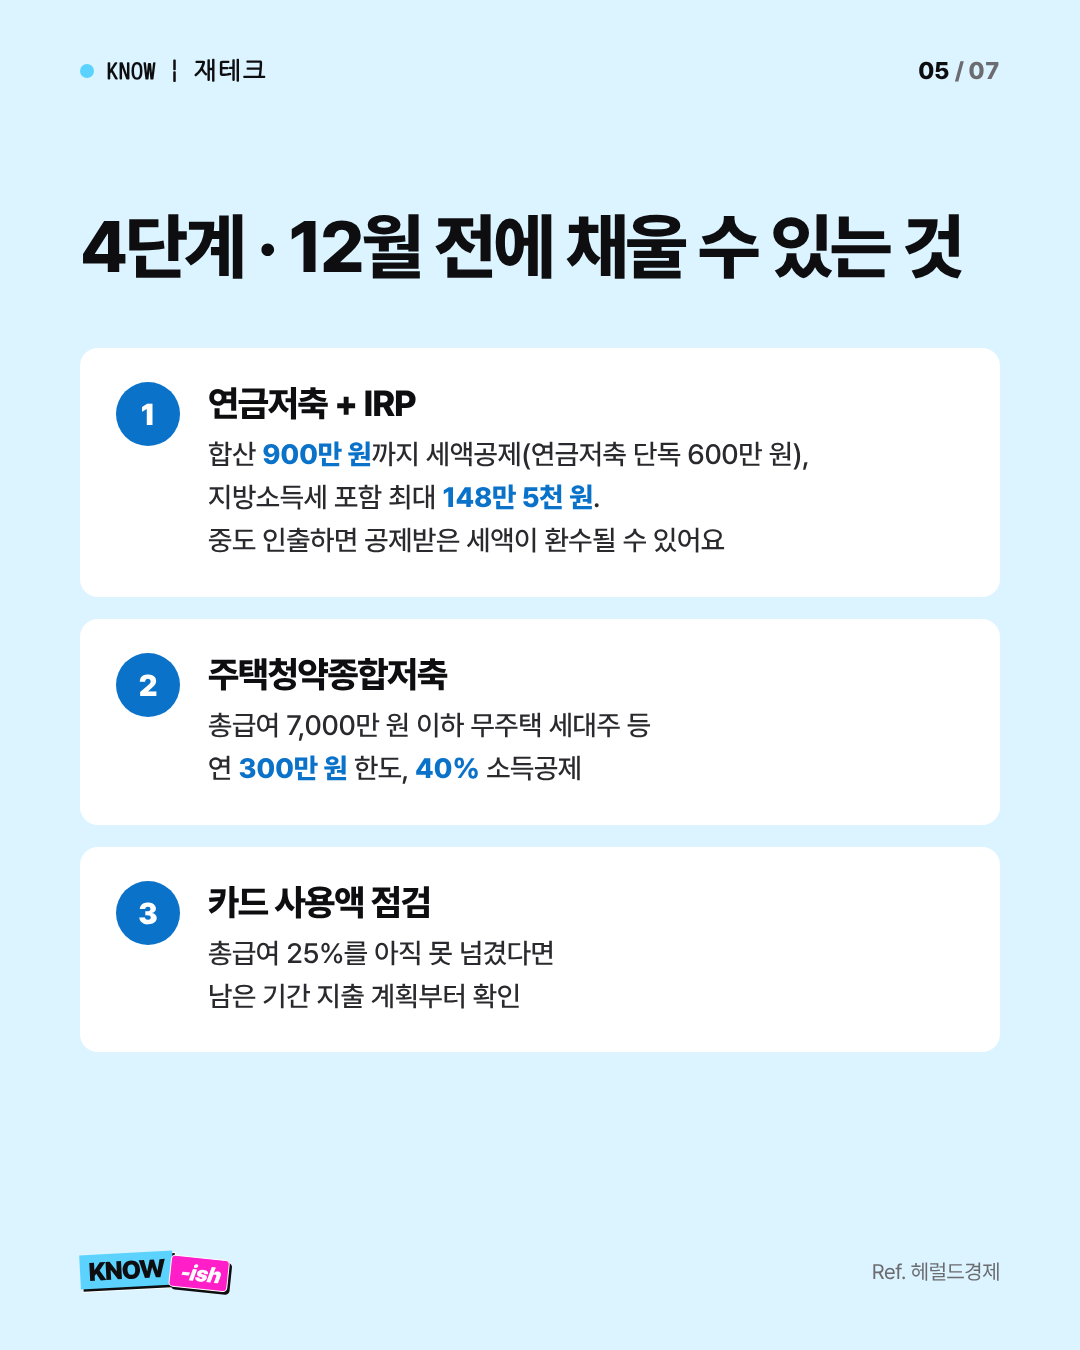 KNOW | 재테크
05 / 07
4단계 · 12월 전에 채울 수 있는 것
1
연금저축 + IRP
합산 900만 원까지 세액공제(연금저축 단독 600만 원),
지방소득세 포함 최대 148만 5천 원.
중도 인출하면 공제받은 세액이 환수될 수 있어요
2
주택청약종합저축
총급여 7,000만 원 이하 무주택 세대주 등
연 300만 원 한도, 40% 소득공제
3
카드 사용액 점검
총급여 25%를 아직 못 넘겼다면
남은 기간 지출 계획부터 확인
KNOW -ish
Ref. 헤럴드경제